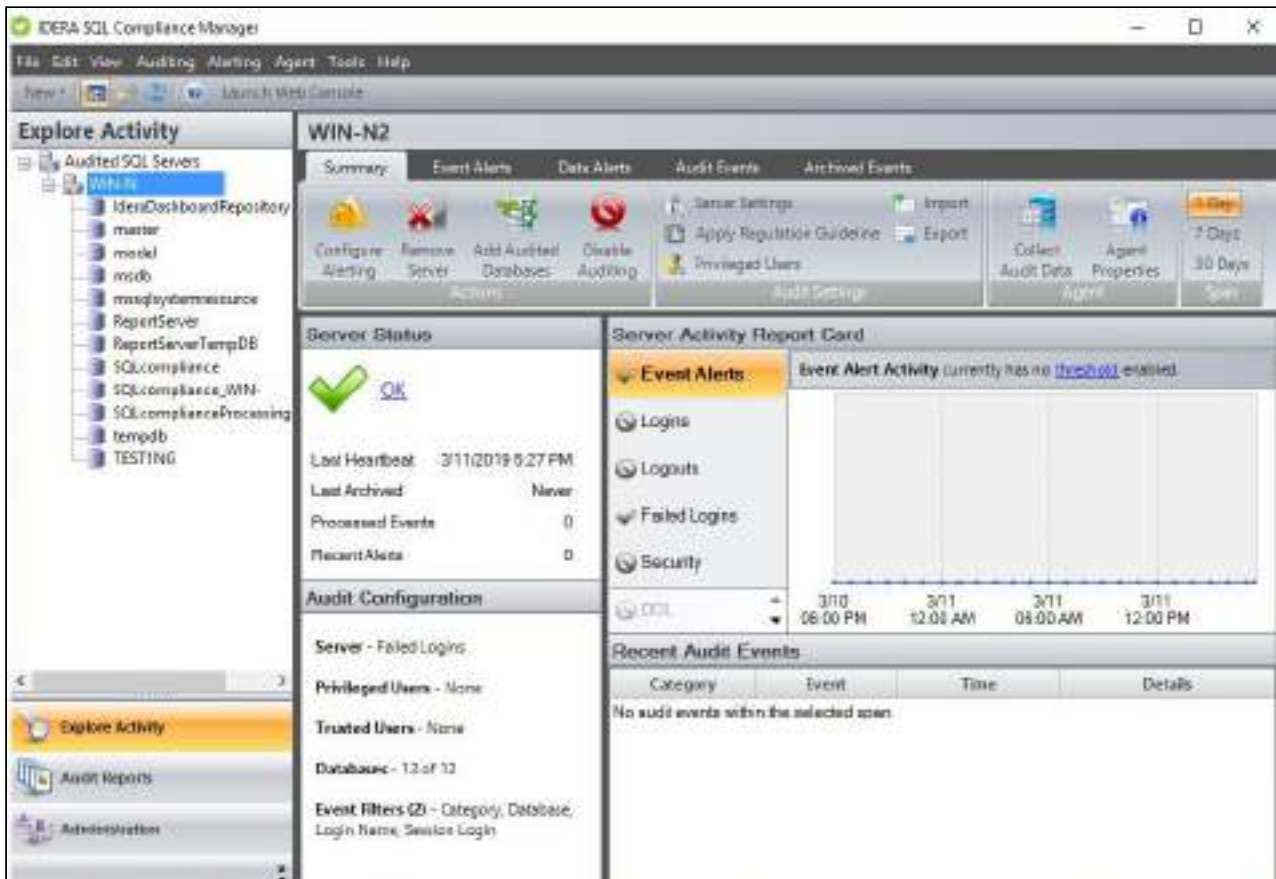 IDERA SQL Compliance Manager
File Edit View Auditing Alerting Agent Tools Help
New Launch Web Console
Explore Activity
Audited SQL Servers
WIN-N
IderaDashboardRepository
master
model
msdb
mssqlsystemresource
ReportServer
ReportServerTempDB
SQLcompliance
SQLcompliance_WIN-
SQLcomplianceProcessing
tempdb
TEST1NG
Explore Activity
Audit Reports
Administration
WIN-N2
Summary Event Alerts Data Alerts Audit Events Archived Events
Configure Alerting
Remove Server
Add Audited Databases
Disable Auditing
Actions
Server Settings
Apply Regulation Guideline
Privileged Users
Import
Export
Audit Settings
Collect Audit Data
Agent Properties
Agent
1 Day
7 Days
30 Days
Span
Server Status
OK
Last Heartbeat 3/11/2019 5:27 PM
Last Archived Never
Processed Events 0
Recent Alerts 0
Audit Configuration
Server - Failed Logins
Privileged Users - None
Trusted Users - None
Databases - 13 of 12
Event Filters (2) - Category, Database,
Login Name, Session Login
Server Activity Report Card
Event Alerts
Logins
Logouts
Failed Logins
Security
DDL
Event Alert Activity currently has no threshold enabled.
3/10 06:00 PM
3/11 12:00 AM
3/11 06:00 AM
3/11 12:00 PM
Recent Audit Events
Category Event Time Details
No audit events within the selected span